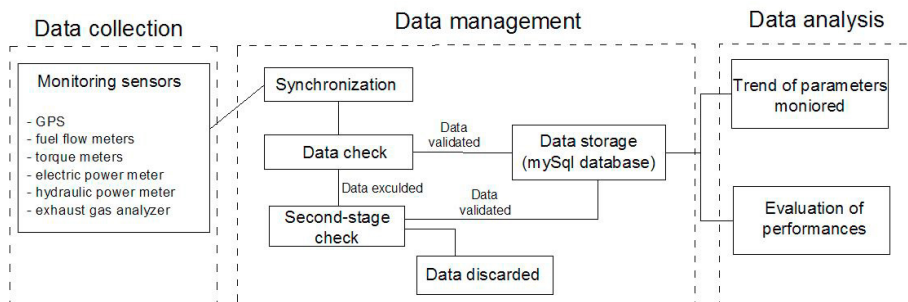 Data collection
Monitoring sensors
- GPS
- fuel flow meters
- torque meters
- electric power meter
- hydraulic power meter
- exhaust gas analyzer
Data management
Synchronization
Data check
Data
validated
Data storage
(mySql database)
Data exculded
Second-stage
check
Data
validated
Data discarded
Data analysis
Trend of parameters
moniored
Evaluation of
performances